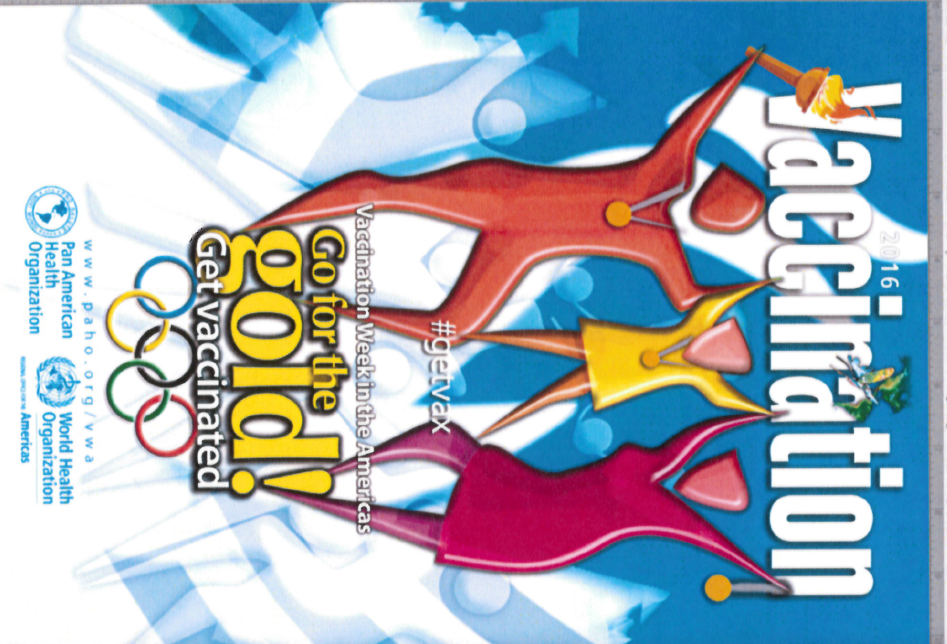 2016
Vaccination
#getvax
Vaccination Week in the Americas
Go for the
gold!
Get vaccinated
www.paho.org/vwa
Pan American
Health
Organization
World Health
Organization
Americas